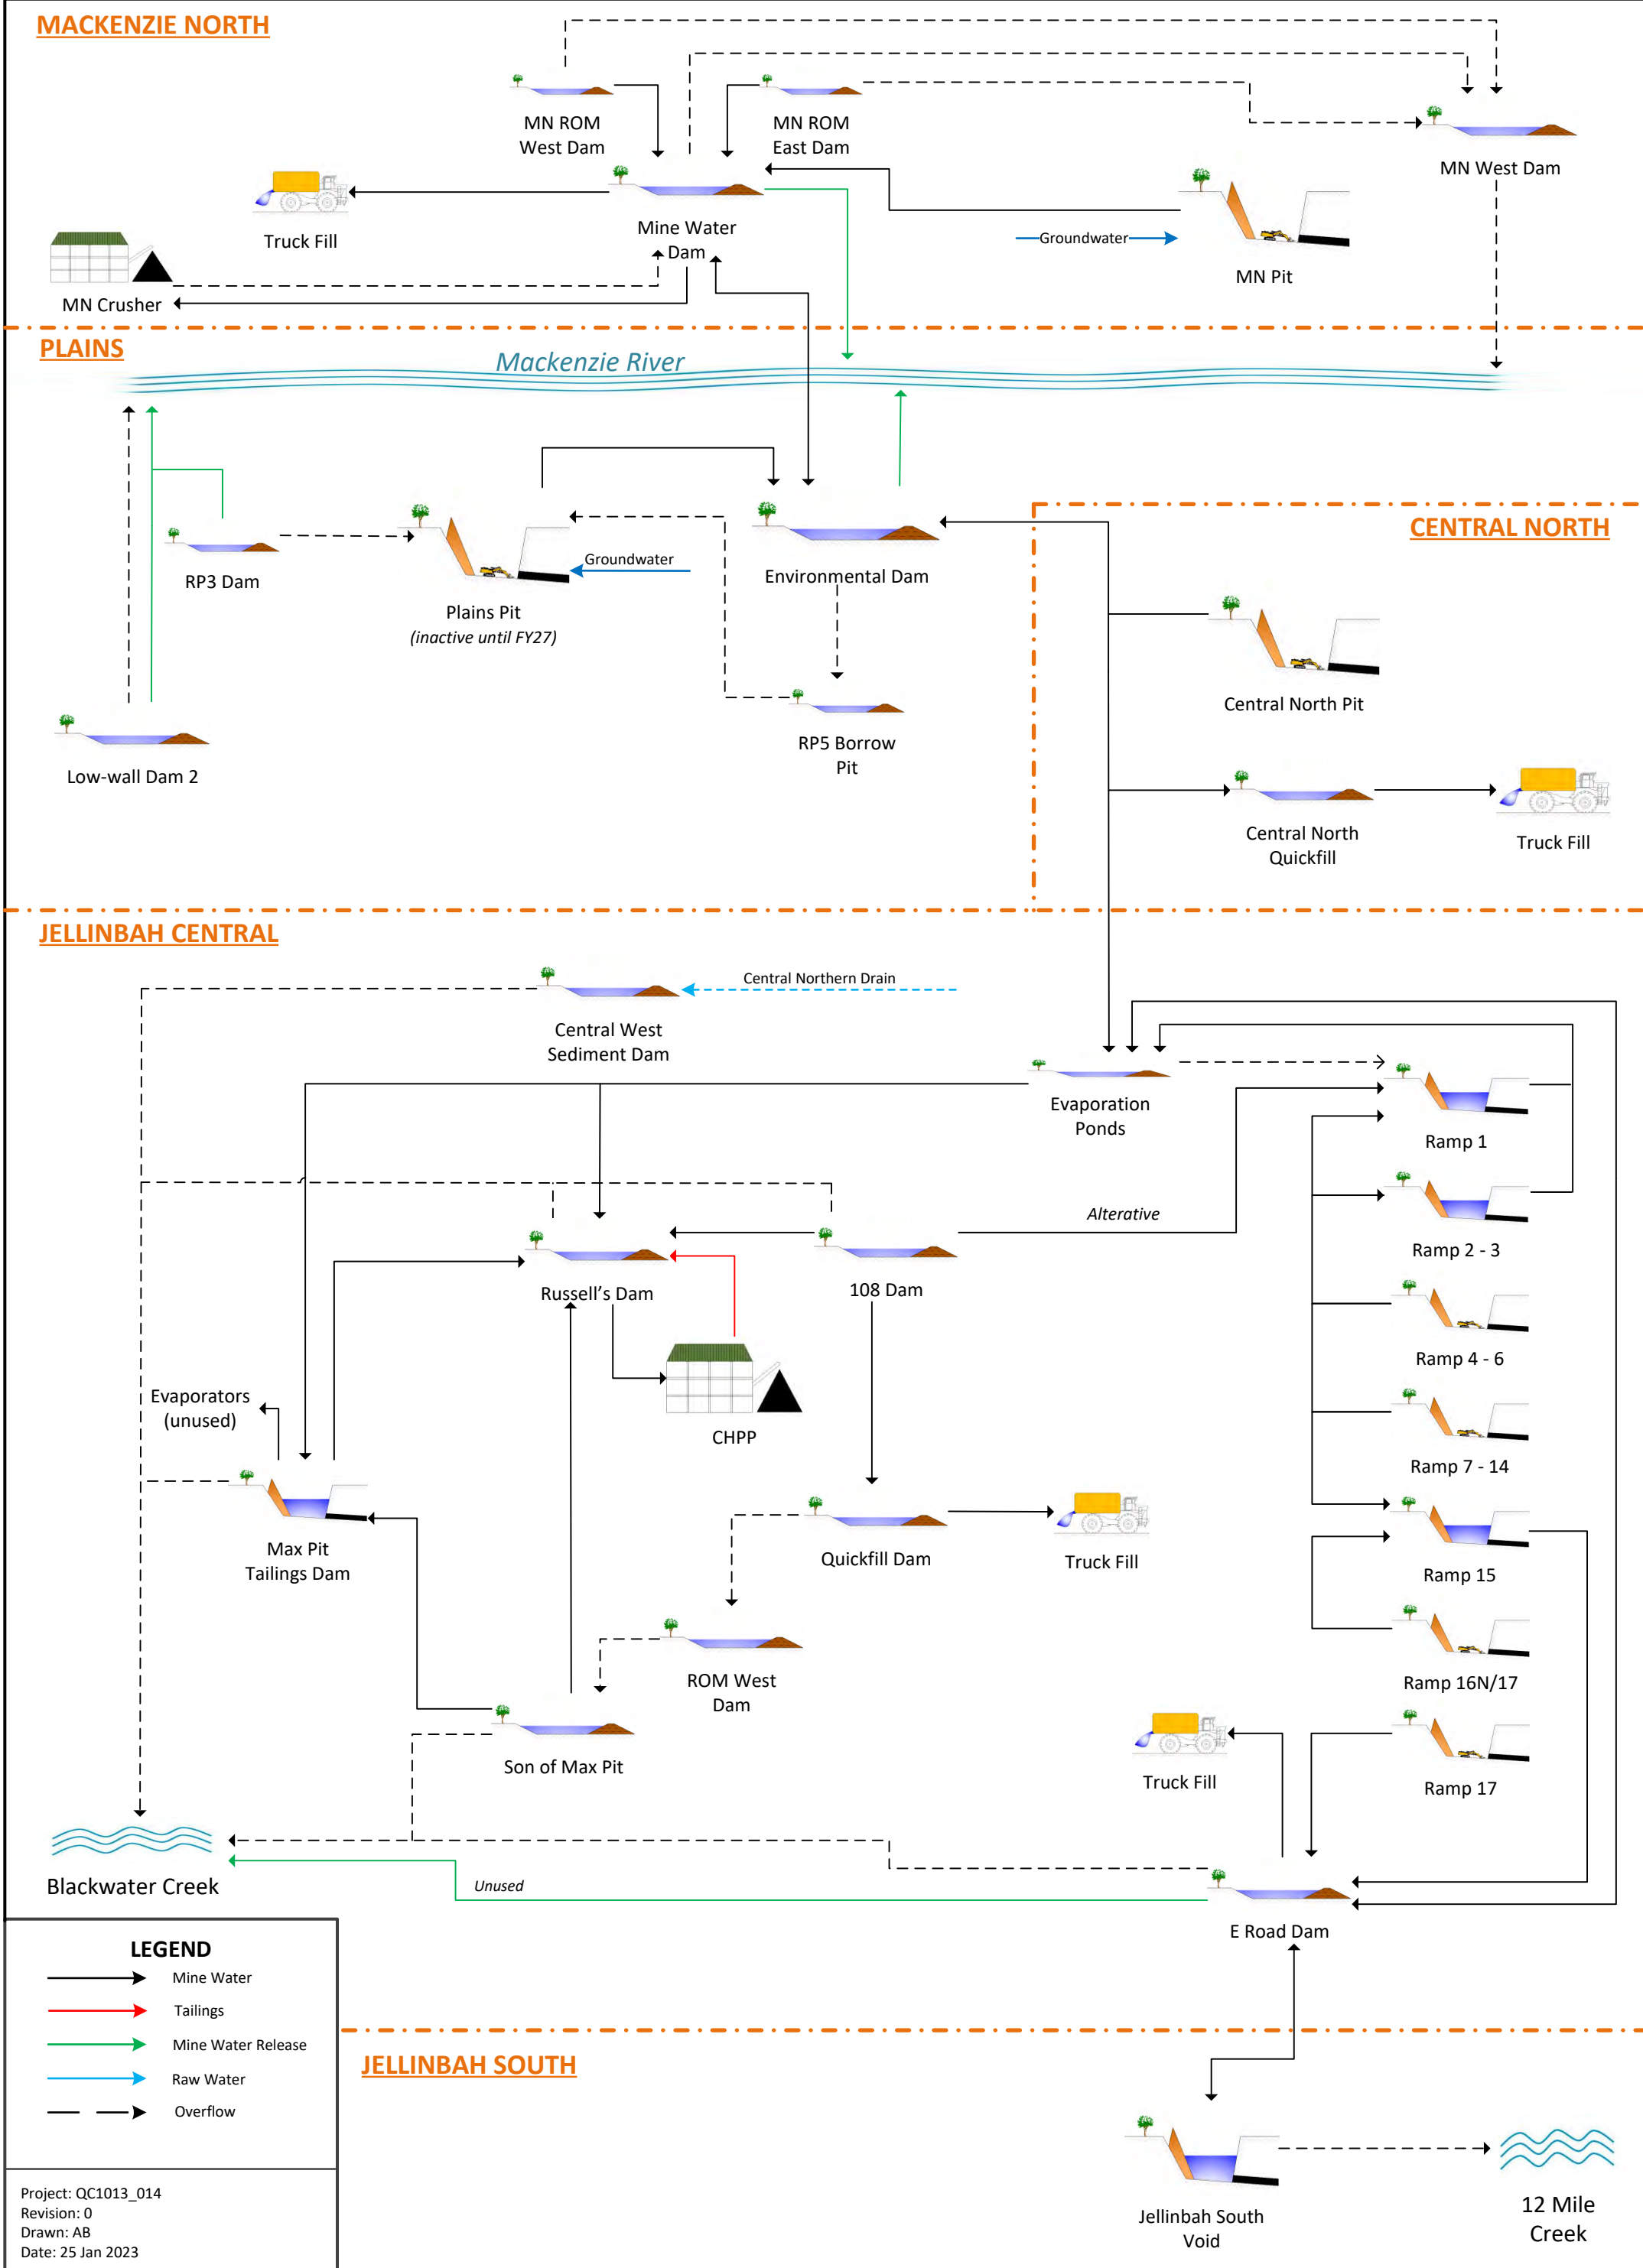 MACKENZIE NORTH
MN ROM
West Dam
MN ROM
East Dam
MN West Dam
Truck Fill
Mine Water
Dam
Groundwater
MN Pit
MN Crusher
PLAINS
Mackenzie River
CENTRAL NORTH
RP3 Dam
Plains Pit
(inactive until FY27)
Groundwater
Environmental Dam
Central North Pit
RP5 Borrow
Pit
Low-wall Dam 2
Central North
Quickfill
Truck Fill
JELLINBAH CENTRAL
Central Northern Drain
Central West
Sediment Dam
Evaporation
Ponds
Ramp 1
Alterative
Ramp 2 - 3
Russell's Dam
108 Dam
Ramp 4 - 6
Evaporators
(unused)
CHPP
Ramp 7 - 14
Max Pit
Tailings Dam
Quickfill Dam
Truck Fill
Ramp 15
ROM West
Dam
Ramp 16N/17
Son of Max Pit
Truck Fill
Ramp 17
Blackwater Creek
Unused
E Road Dam
LEGEND
Mine Water
Tailings
Mine Water Release
Raw Water
Overflow
JELLINBAH SOUTH
Jellinbah South
Void
12 Mile
Creek
Project: QC1013_014
Revision: 0
Drawn: AB
Date: 25 Jan 2023